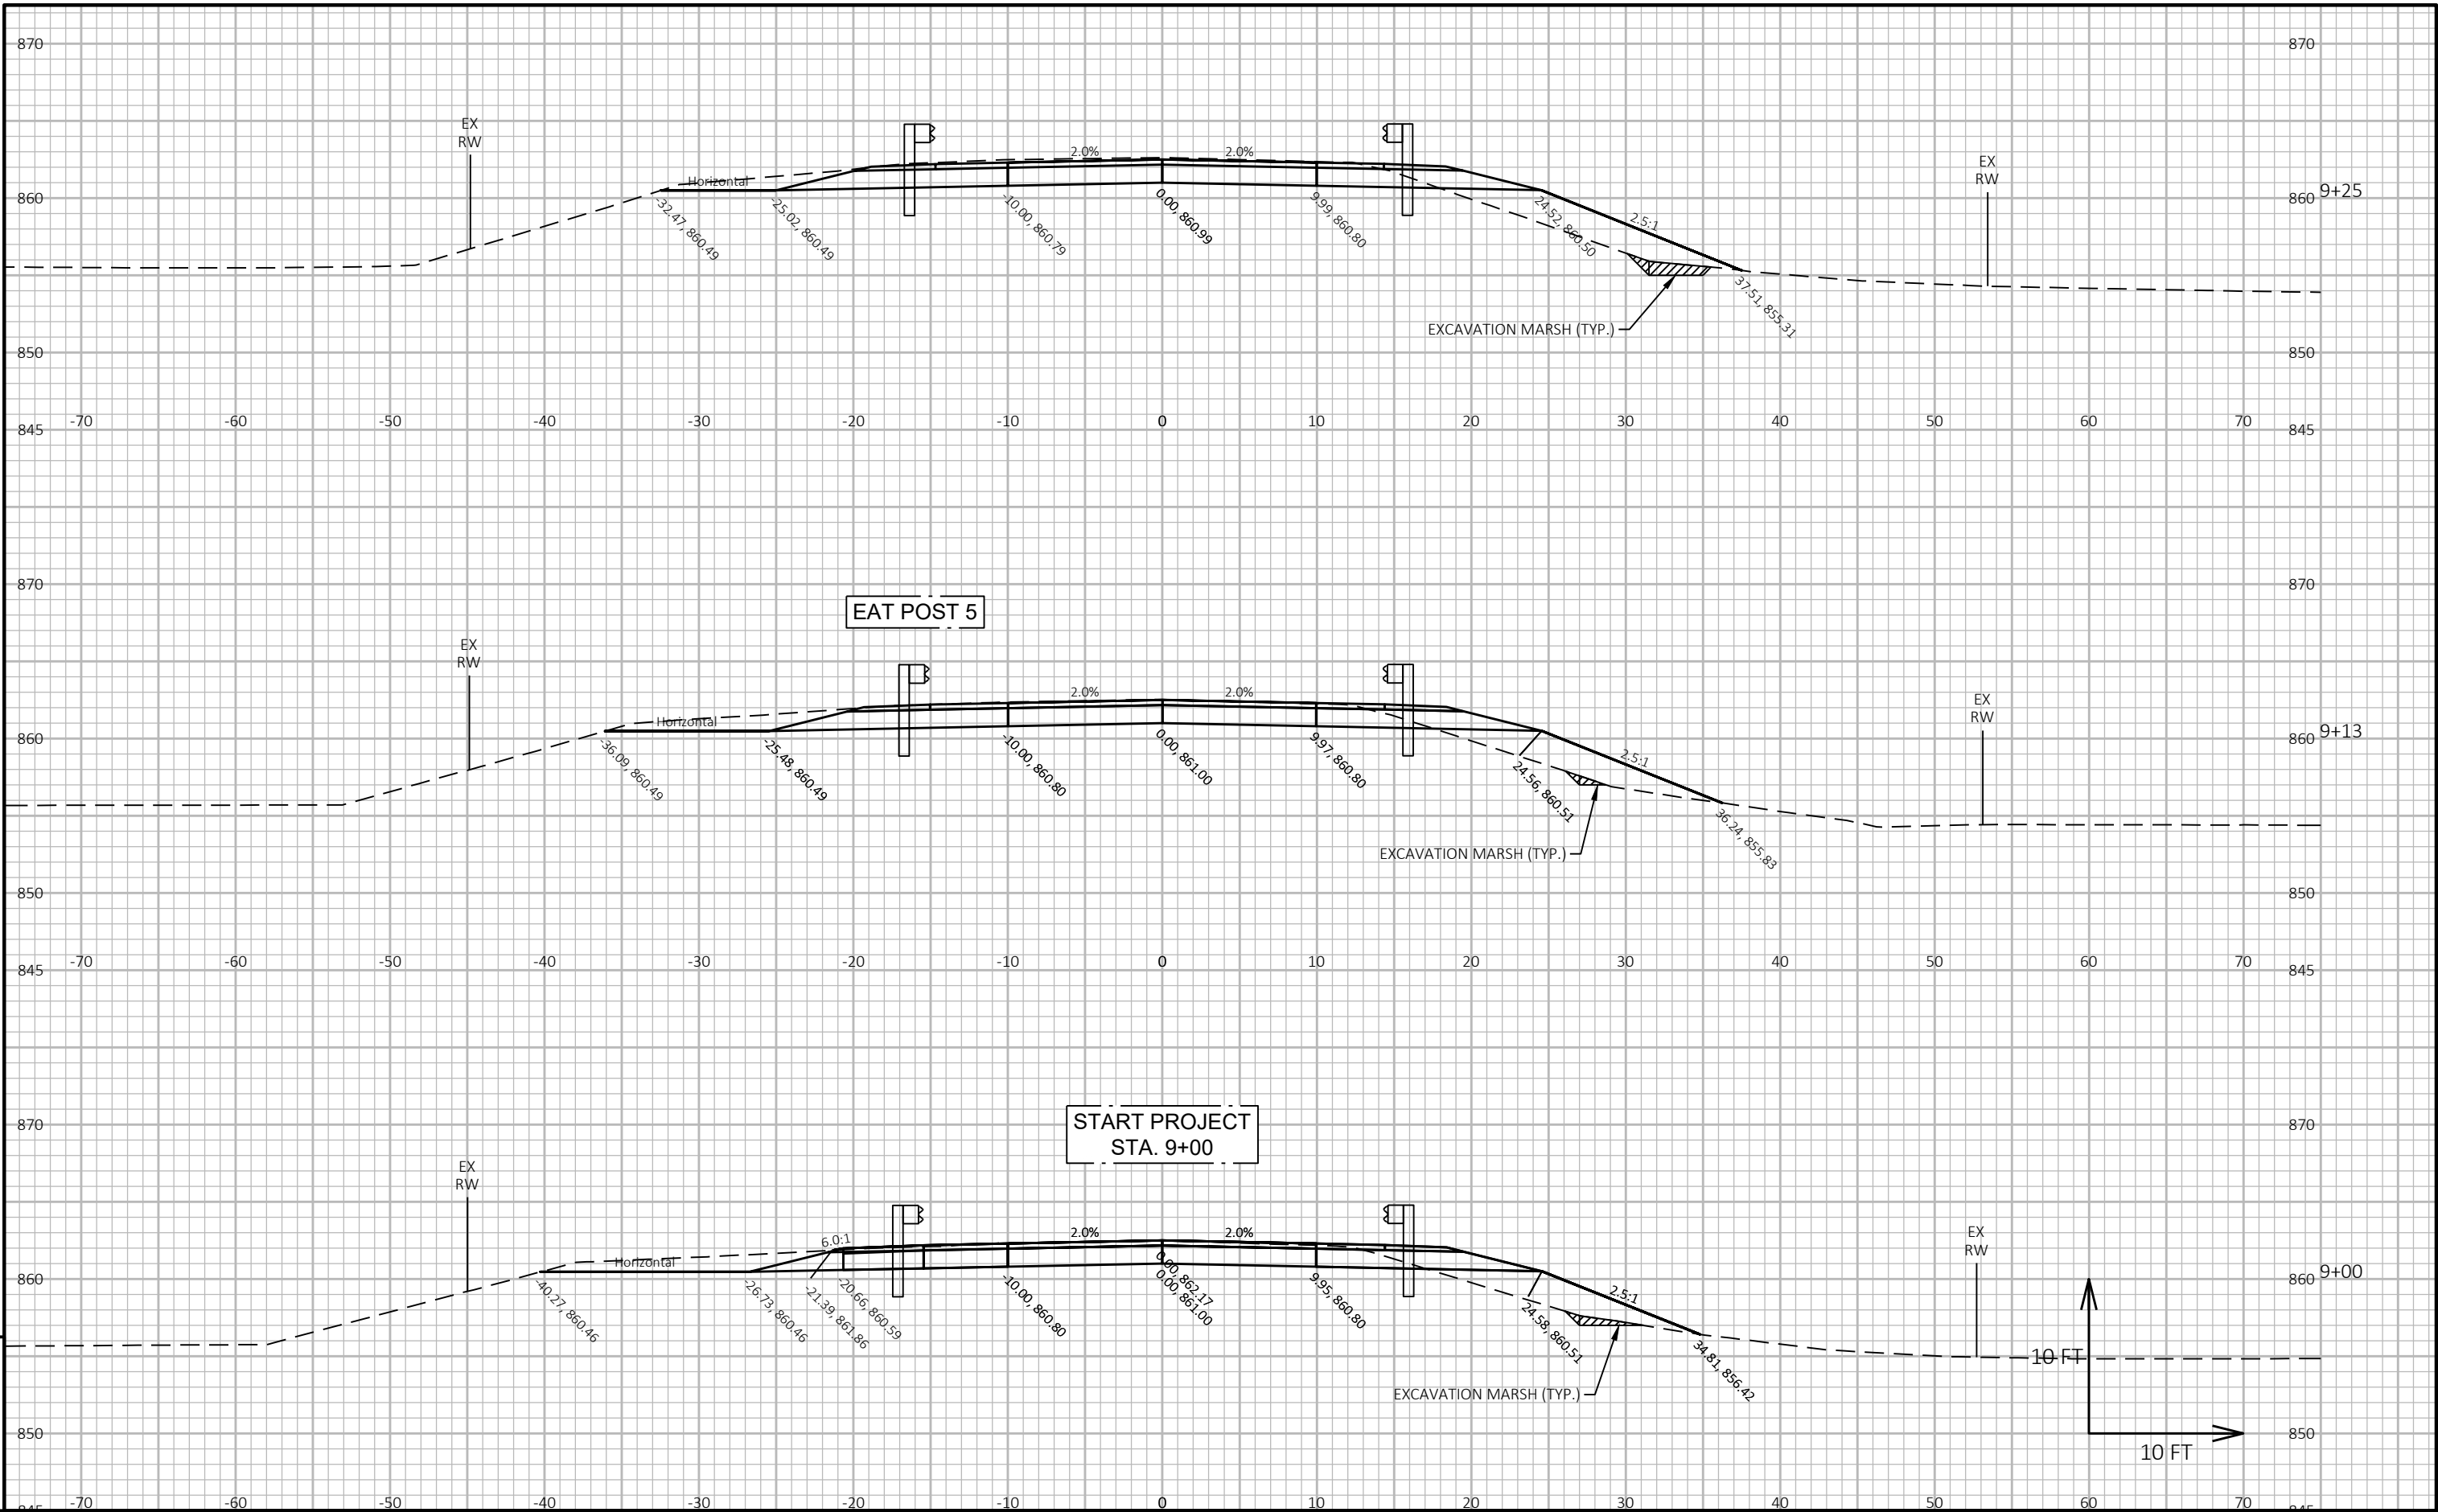 870
870
EX
RW
2.0%
2.0%
EX
RW
Horizontal
860
860
9+25
-32.47, 860.49
-25.02, 860.49
-10.00, 860.79
0.00, 860.99
9.99, 860.80
24.52, 860.50
2.5:1
37.51, 855.31
EXCAVATION MARSH (TYP.)
850
850
-70 -60 -50 -40 -30 -20 -10 0 10 20 30 40 50 60 70
845
845
870
870
EAT POST 5
EX
RW
2.0%
2.0%
EX
RW
Horizontal
860
860
9+13
-36.09, 860.49
-25.48, 860.49
-10.00, 860.80
0.00, 861.00
9.97, 860.80
24.56, 860.51
2.5:1
36.24, 855.83
EXCAVATION MARSH (TYP.)
850
850
-70 -60 -50 -40 -30 -20 -10 0 10 20 30 40 50 60 70
845
845
870
870
START PROJECT
STA. 9+00
EX
RW
6.0:1
2.0%
2.0%
EX
RW
Horizontal
860
860
9+00
-40.27, 860.46
-26.73, 860.46
-21.39, 861.86
-20.66, 860.59
-10.00, 860.80
0.00, 862.17
0.00, 861.00
9.95, 860.80
24.58, 860.51
2.5:1
34.81, 856.42
10 FT
EXCAVATION MARSH (TYP.)
850
850
10 FT
-70 -60 -50 -40 -30 -20 -10 0 10 20 30 40 50 60 70
845
845